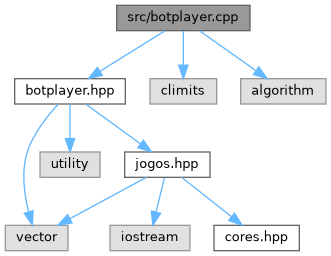 src/botplayer.cpp
botplayer.hpp
climits
algorithm
utility
jogos.hpp
vector
iostream
cores.hpp